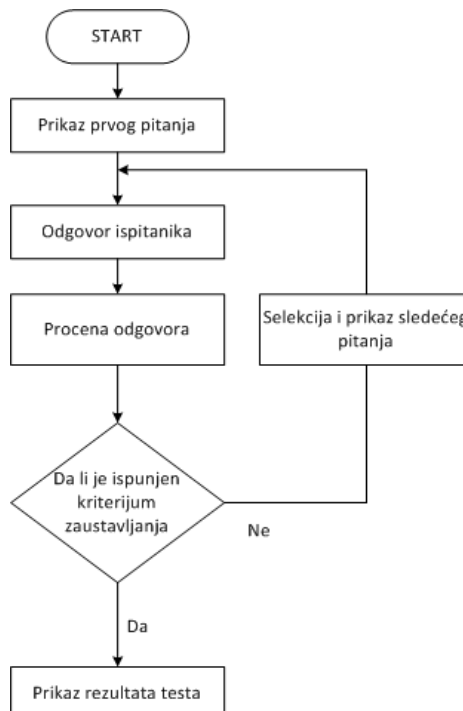 START
Prikaz prvog pitanja
Odgovor ispitanika
Procena odgovora
Selekcija i prikaz sledećeg
pitanja
Da li je ispunjen
kriterijum
zaustavljanja
Ne
Da
Prikaz rezultata testa